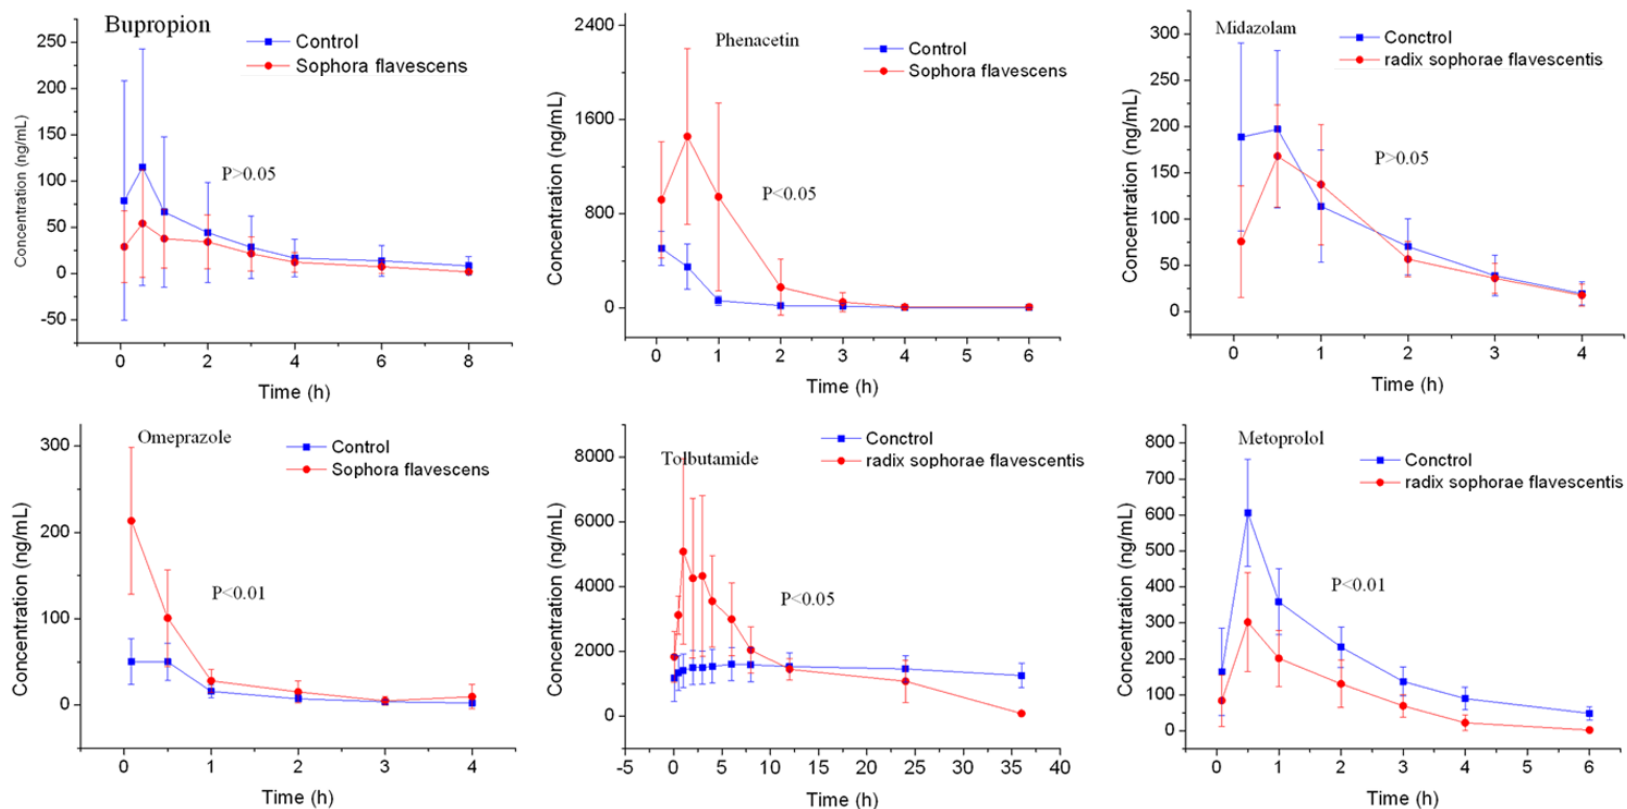 Bupropion
Control
Sophora flavescens
P>0.05
Concentration (ng/mL)
250
200
150
100
50
0
-50
0
2
4
6
8
Time (h)
Phenacetin
Control
Sophora flavescens
P<0.05
Concentration (ng/mL)
2400
1600
800
0
0
1
2
3
4
5
6
Time (h)
Midazolam
Conctrol
radix sophorae flavescentis
P>0.05
Concentration (ng/mL)
300
250
200
150
100
50
0
0
1
2
3
4
Time (h)
Omeprazole
Control
Sophora flavescens
P<0.01
Concentration (ng/mL)
300
200
100
0
0
1
2
3
4
Time (h)
Tolbutamide
Conctrol
radix sophorae flavescentis
P<0.05
Concentration (ng/mL)
8000
6000
4000
2000
0
-5
0
5
10
15
20
25
30
35
40
Time (h)
Metoprolol
Conctrol
radix sophorae flavescentis
P<0.01
Concentration (ng/mL)
800
700
600
500
400
300
200
100
0
0
1
2
3
4
5
6
Time (h)